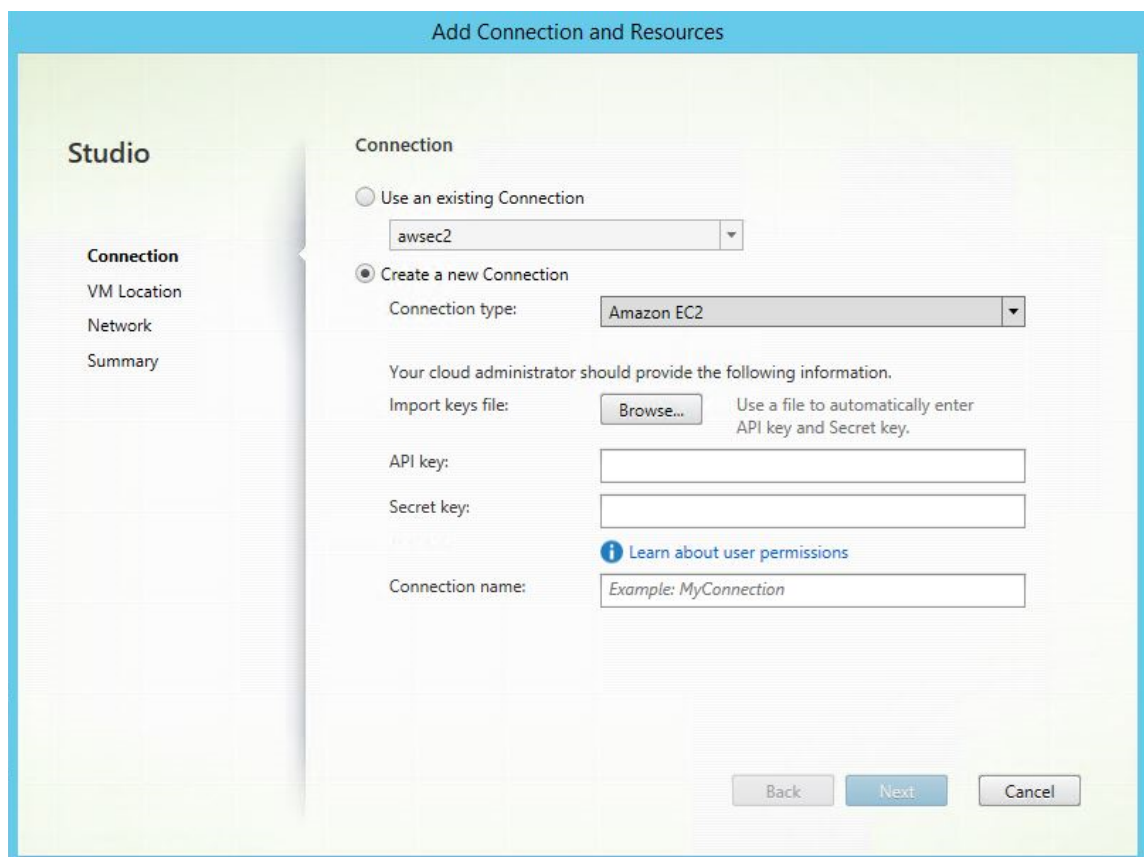 Add Connection and Resources
Studio
Connection
VM Location
Network
Summary
Connection
Use an existing Connection
awsec2
Create a new Connection
Connection type:
Amazon EC2
Your cloud administrator should provide the following information.
Import keys file:
Browse...
Use a file to automatically enter
API key and Secret key.
API key:
Secret key:
Learn about user permissions
Connection name:
Example: MyConnection
Back
Next
Cancel